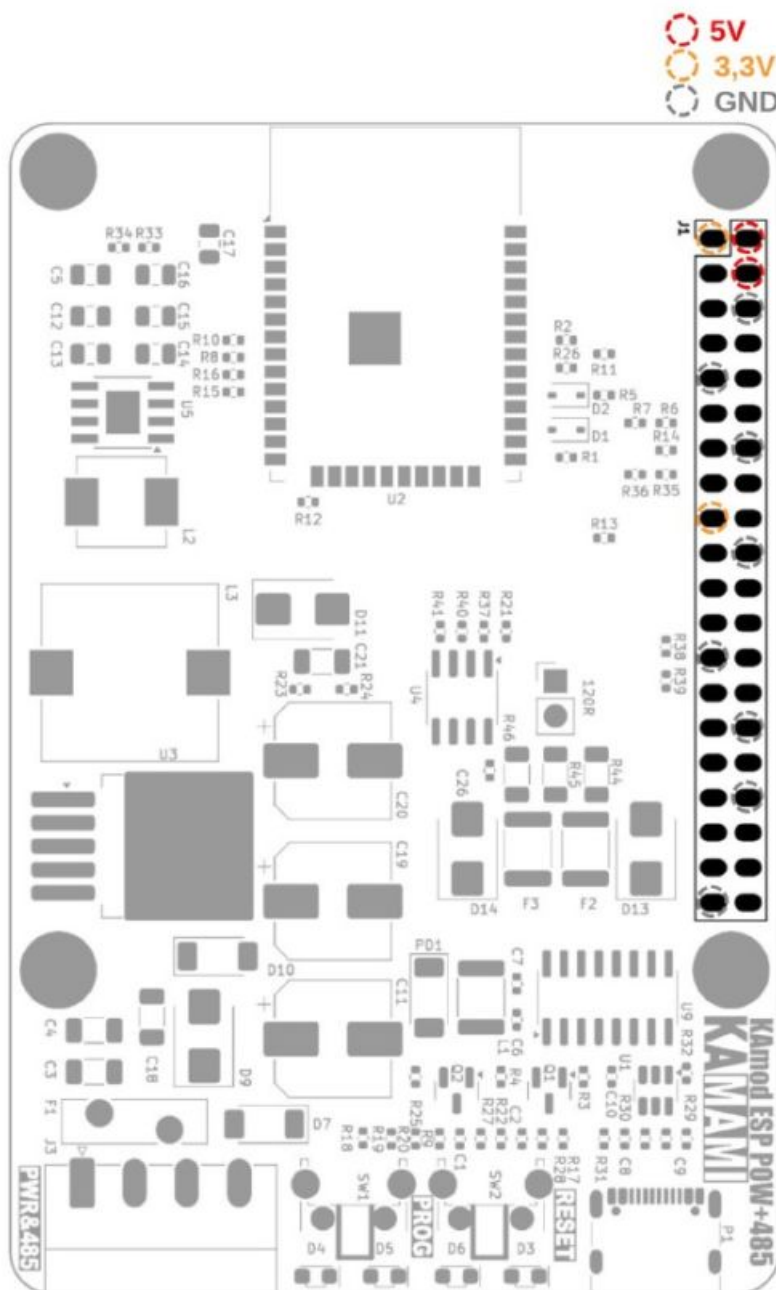 5V
3,3V
GND
J1
R34 R33
C17
C5 C16
C12 C15
C13 C14
R10
R8
R16
R15
U5
R2
R26
R11
R5
D2
R7 R6
D1
R14
R1
R36 R35
U2
R12
L2
R13
L3
D11
C21
R23
R24
R41
R40
R37
R21
U4
120R
R38
R39
U3
R46
C26
R45
R44
C20
C19
D14 F3 F2 D13
D10
PD1
C7
C11
C4
C3
C18
D9
L1
C6
U9
R32
Q2
R4
Q1
R3
U1
C10
R30
R29
F1
J3
D7
R25
R18
R19
R20
R9
C1
R27
R22
C2
R28
R17
R31
C8
C9
SW1
SW2
PWR&485
PROG
RESET
D4 D5 D6 D3
P1
KAMAMI
KAmod ESP POW+485